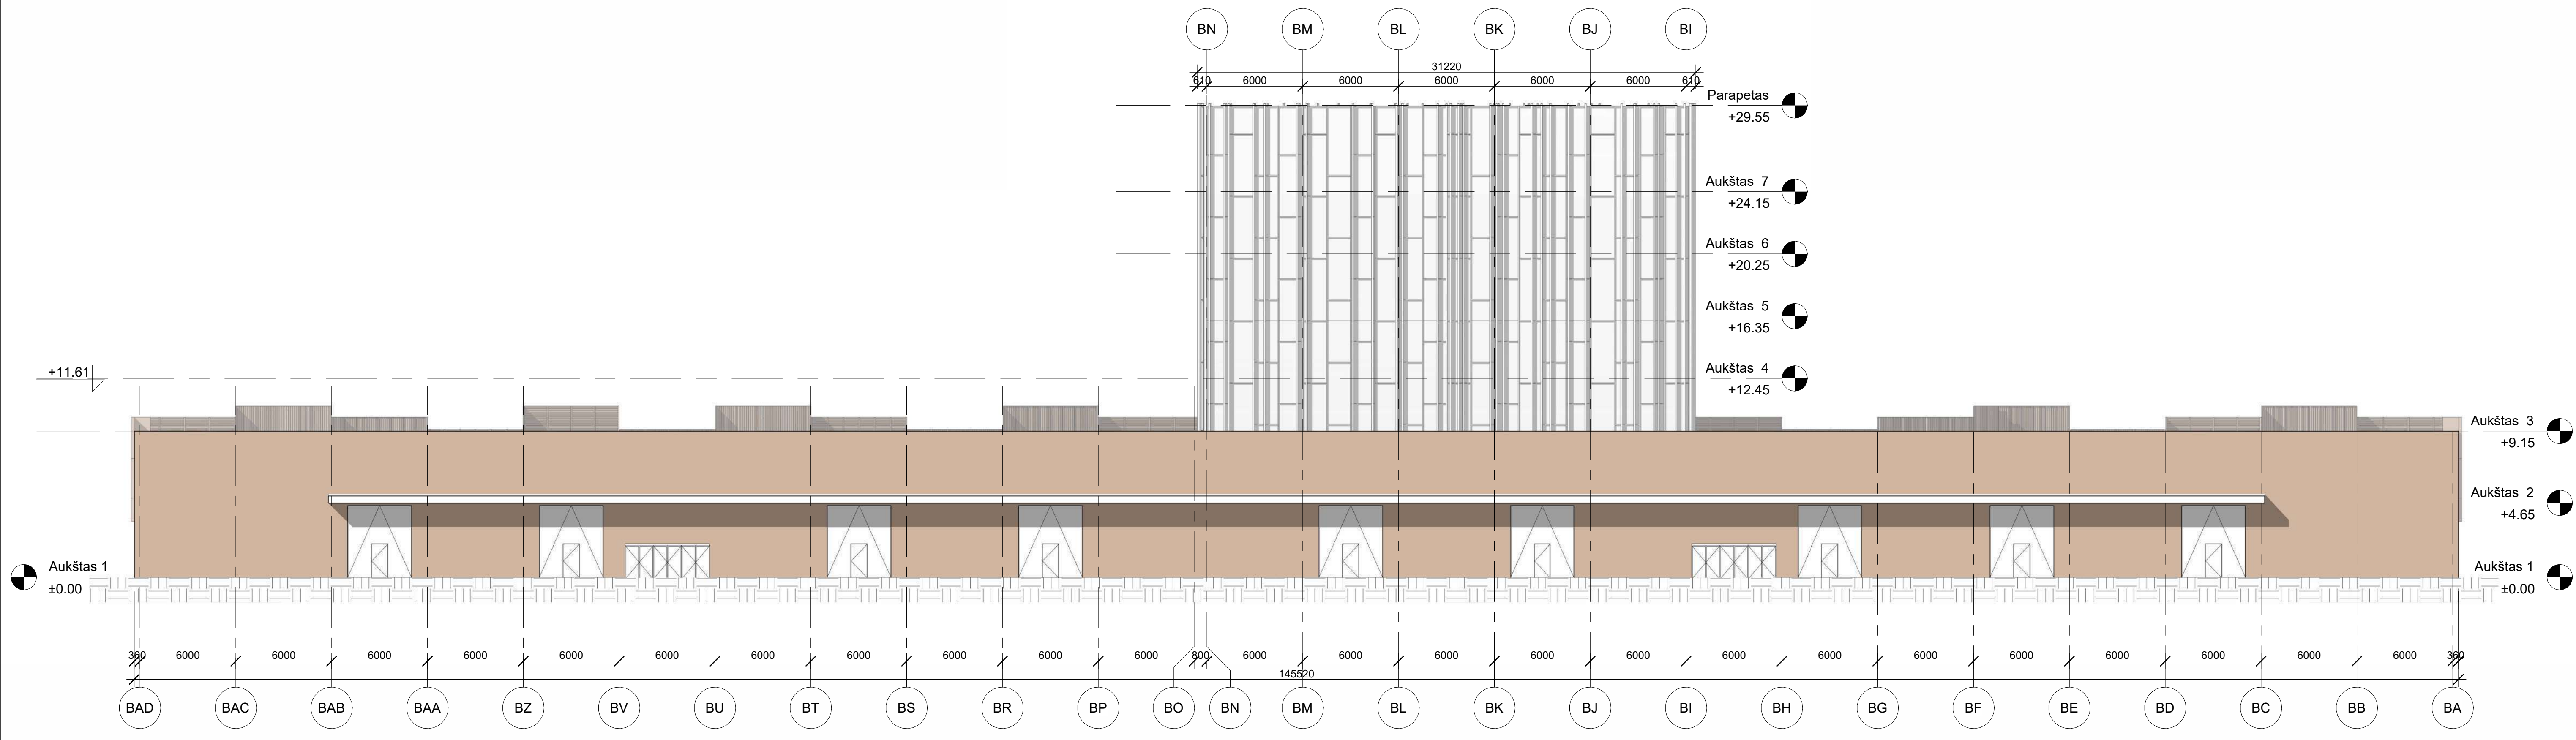 BN BM BL BK BJ BI
31220
610 6000 6000 6000 6000 6000 610
Parapetas
+29.55
Aukštas 7
+24.15
Aukštas 6
+20.25
Aukštas 5
+16.35
Aukštas 4
+12.45
+11.61
Aukštas 3
+9.15
Aukštas 2
+4.65
Aukštas 1
±0.00
Aukštas 1
±0.00
360 6000 6000 6000 6000 6000 6000 6000 6000 6000 6000 6000 800 6000 6000 6000 6000 6000 6000 6000 6000 6000 6000 6000 6000 6000 360
145520
BAD BAC BAB BAA BZ BV BU BT BS BR BP BO BN BM BL BK BJ BI BH BG BF BE BD BC BB BA